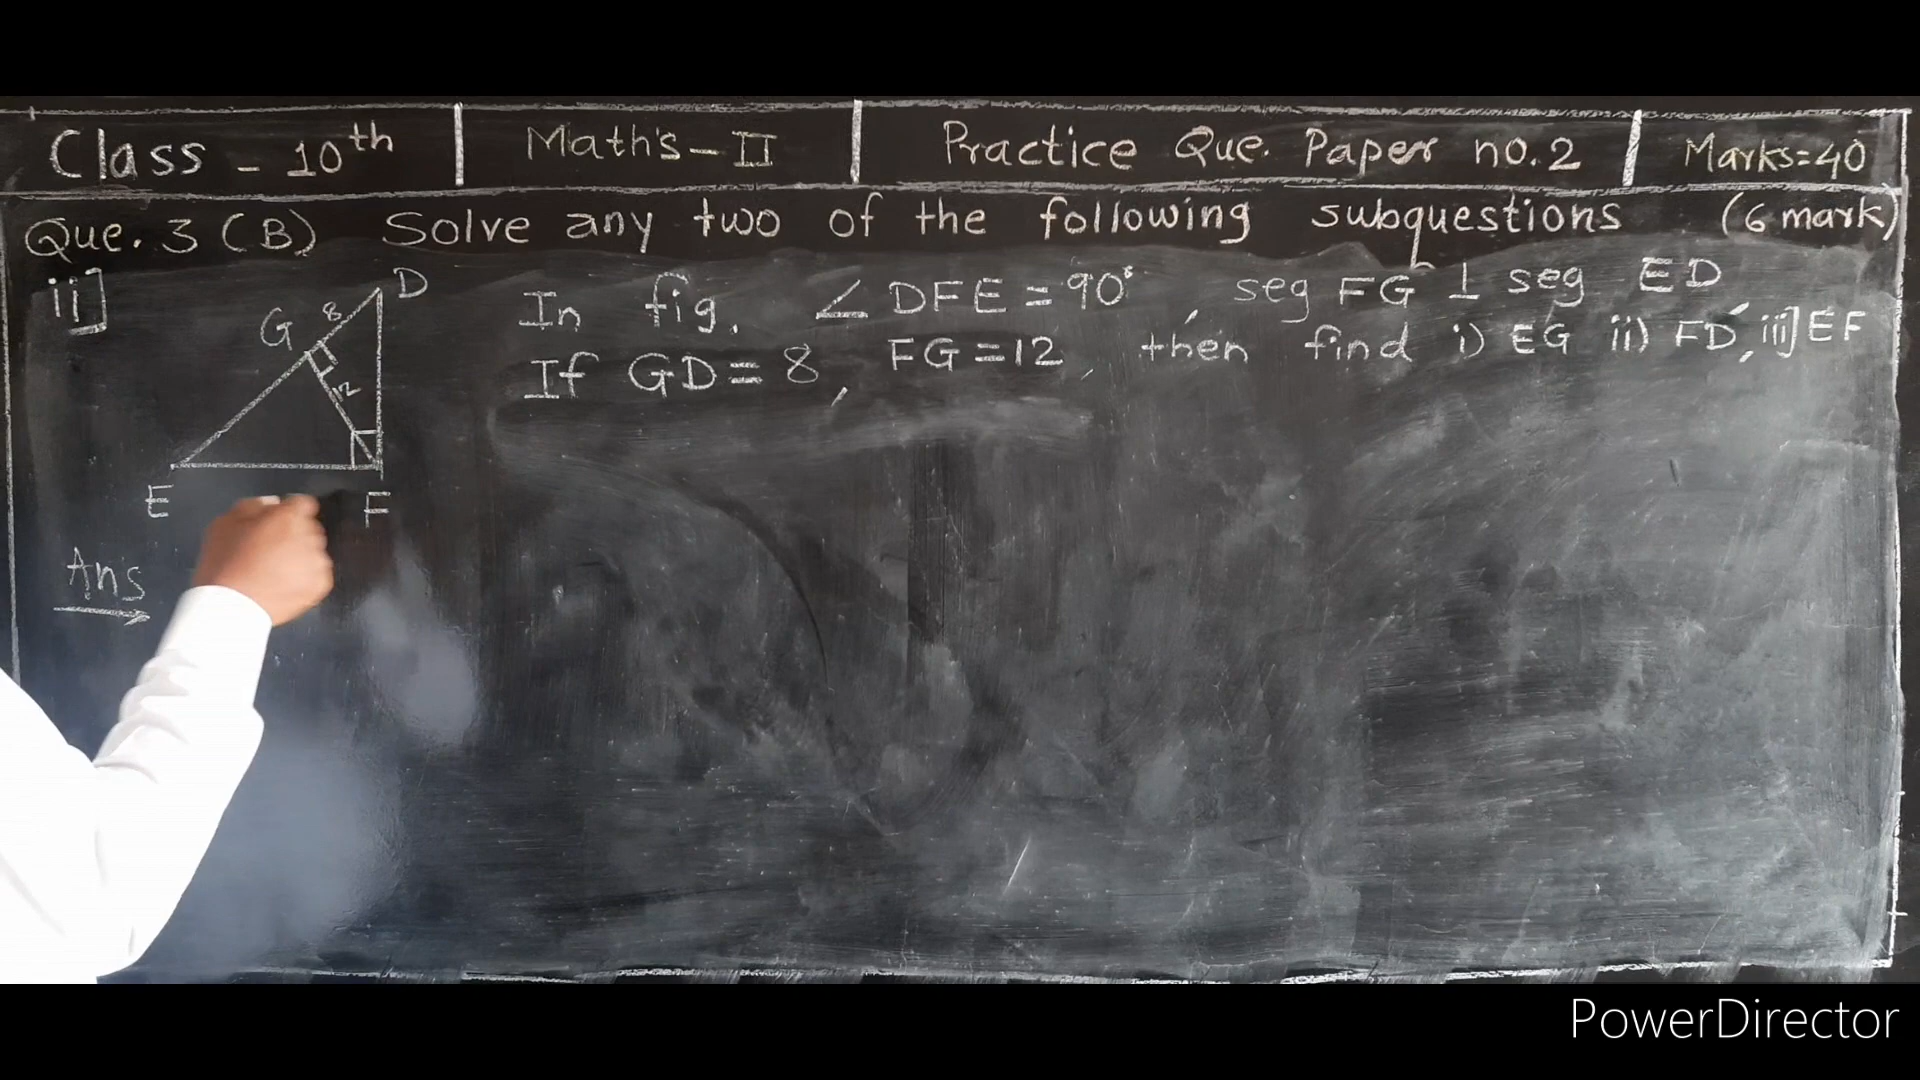 Class - 10th Math's - II Practice Que. Paper no. 2 Marks=40
Que. 3 (B) Solve any two of the following subquestions (6 mark)
ii] In fig. ∠DFE = 90°, seg FG ⊥ seg ED
If GD = 8, FG = 12, then find i) EG ii) FD, iii] EF
D
8
G
12
E F
Ans
PowerDirector